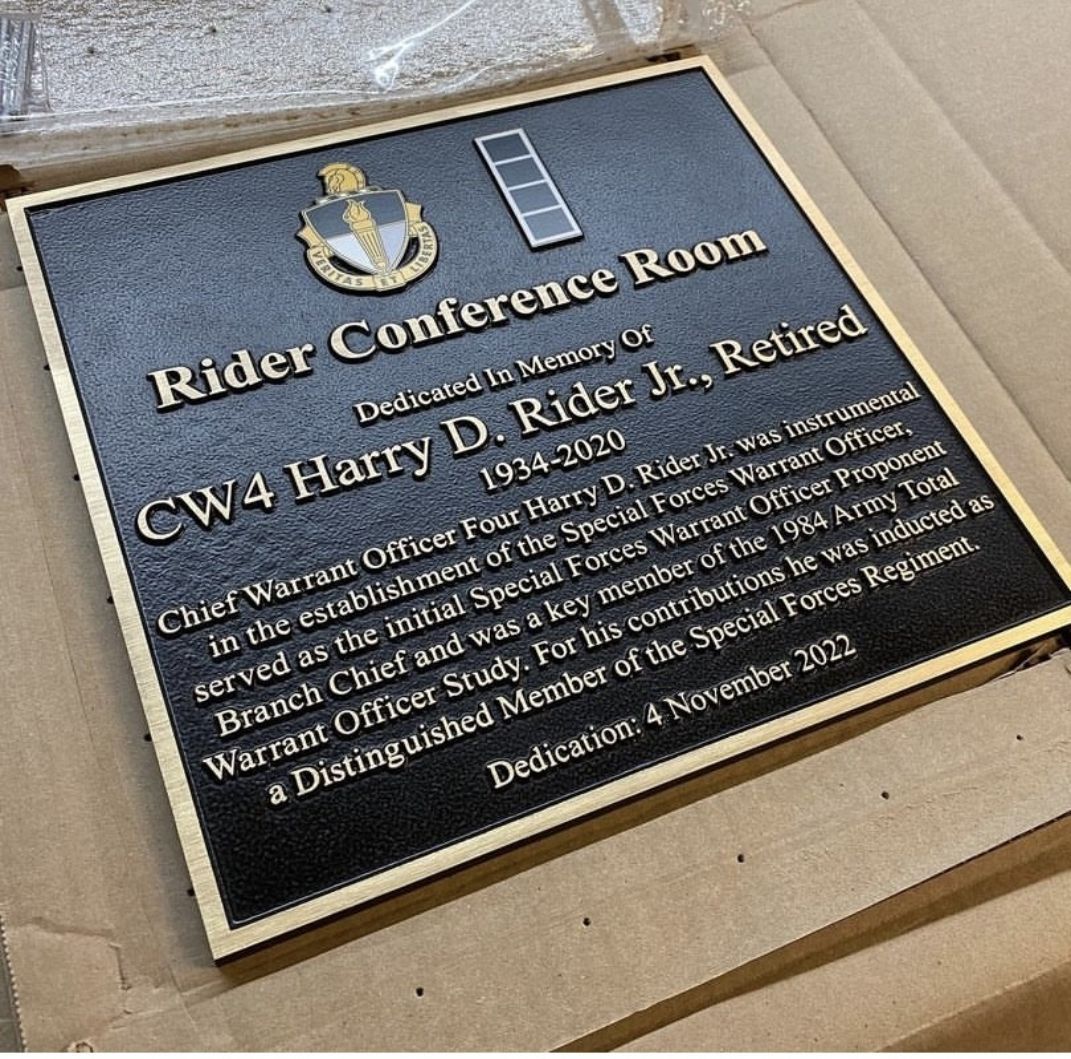 VERITAS ET LIBERTAS
Rider Conference Room
Dedicated In Memory Of
CW4 Harry D. Rider Jr., Retired
1934-2020
Chief Warrant Officer Four Harry D. Rider Jr. was instrumental
in the establishment of the Special Forces Warrant Officer,
served as the initial Special Forces Warrant Officer Proponent
Branch Chief and was a key member of the 1984 Army Total
Warrant Officer Study. For his contributions he was inducted as
a Distinguished Member of the Special Forces Regiment.
Dedication: 4 November 2022